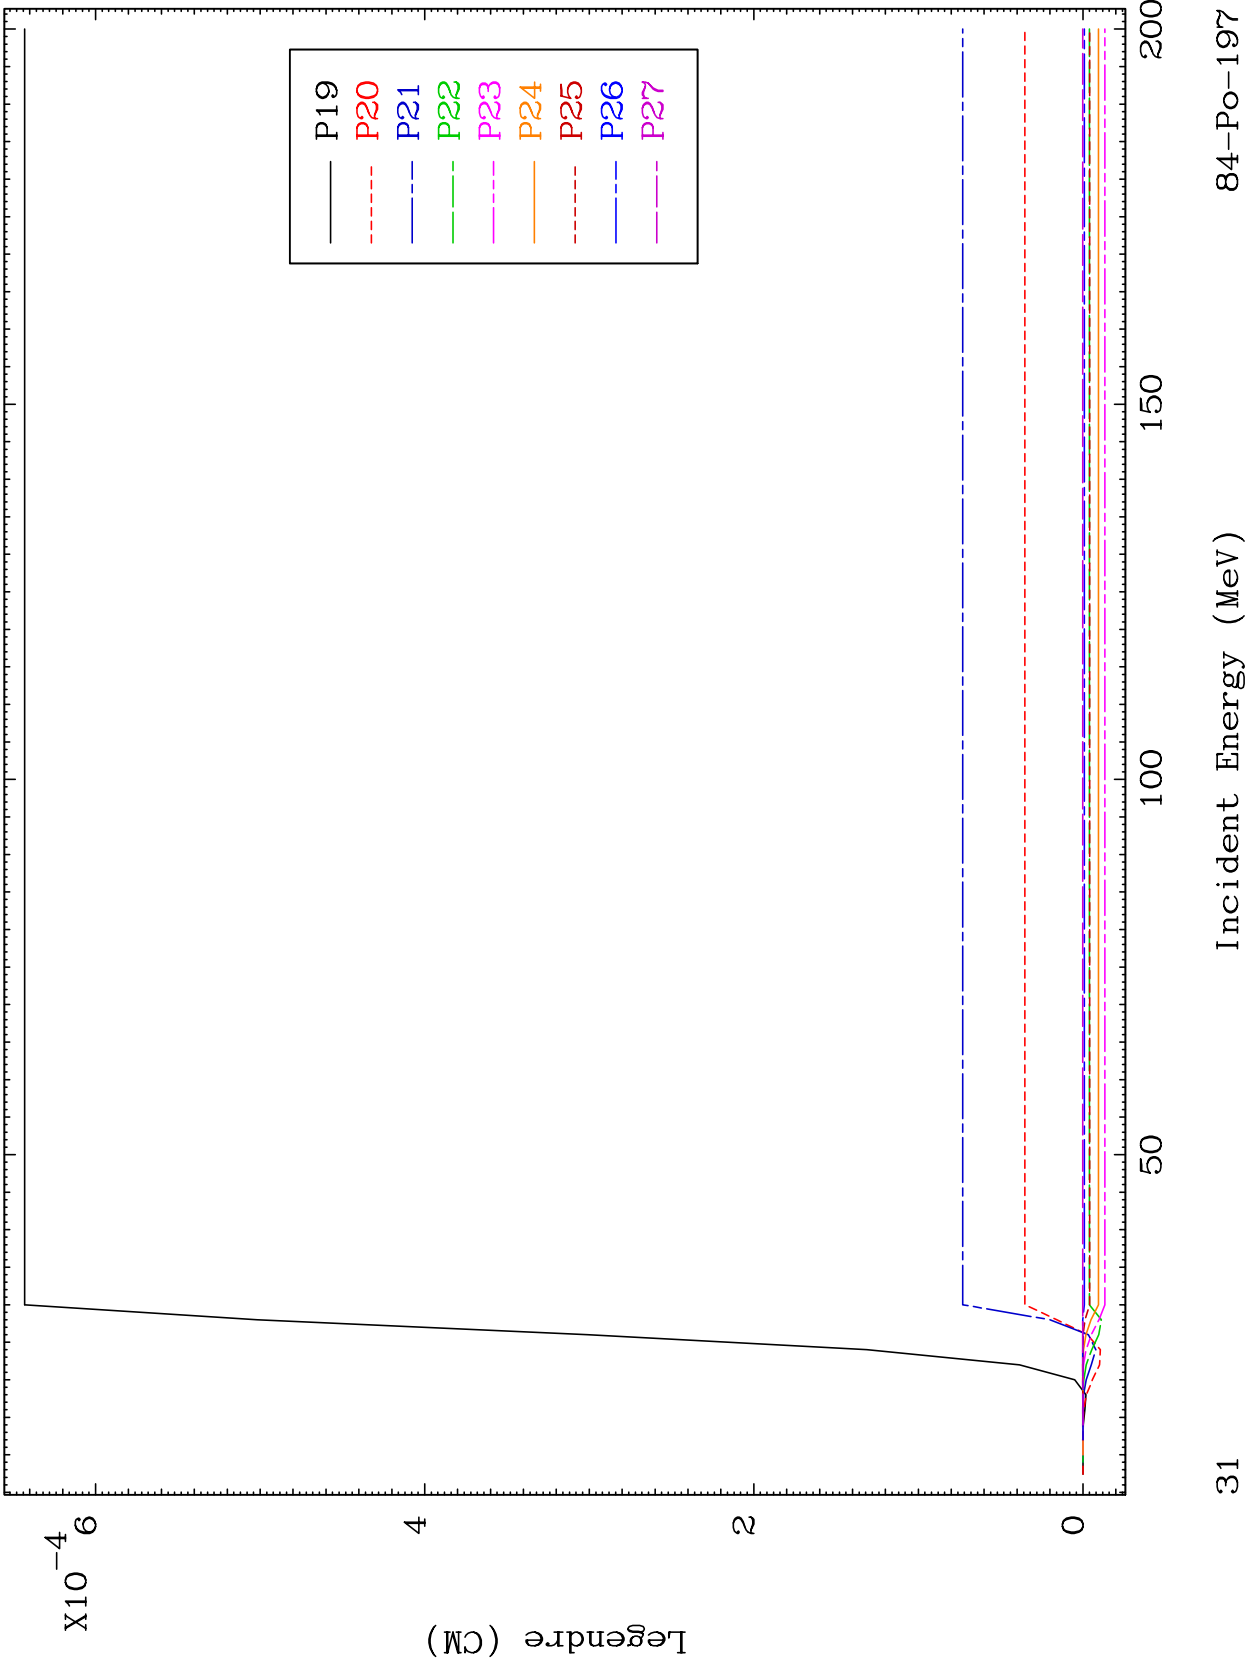 X10-4
6
4
2
0
Legendre (CM)
P19
P20
P21
P22
P23
P24
P25
P26
P27
50
100
150
200
Incident Energy (MeV)
31
84-Po-197